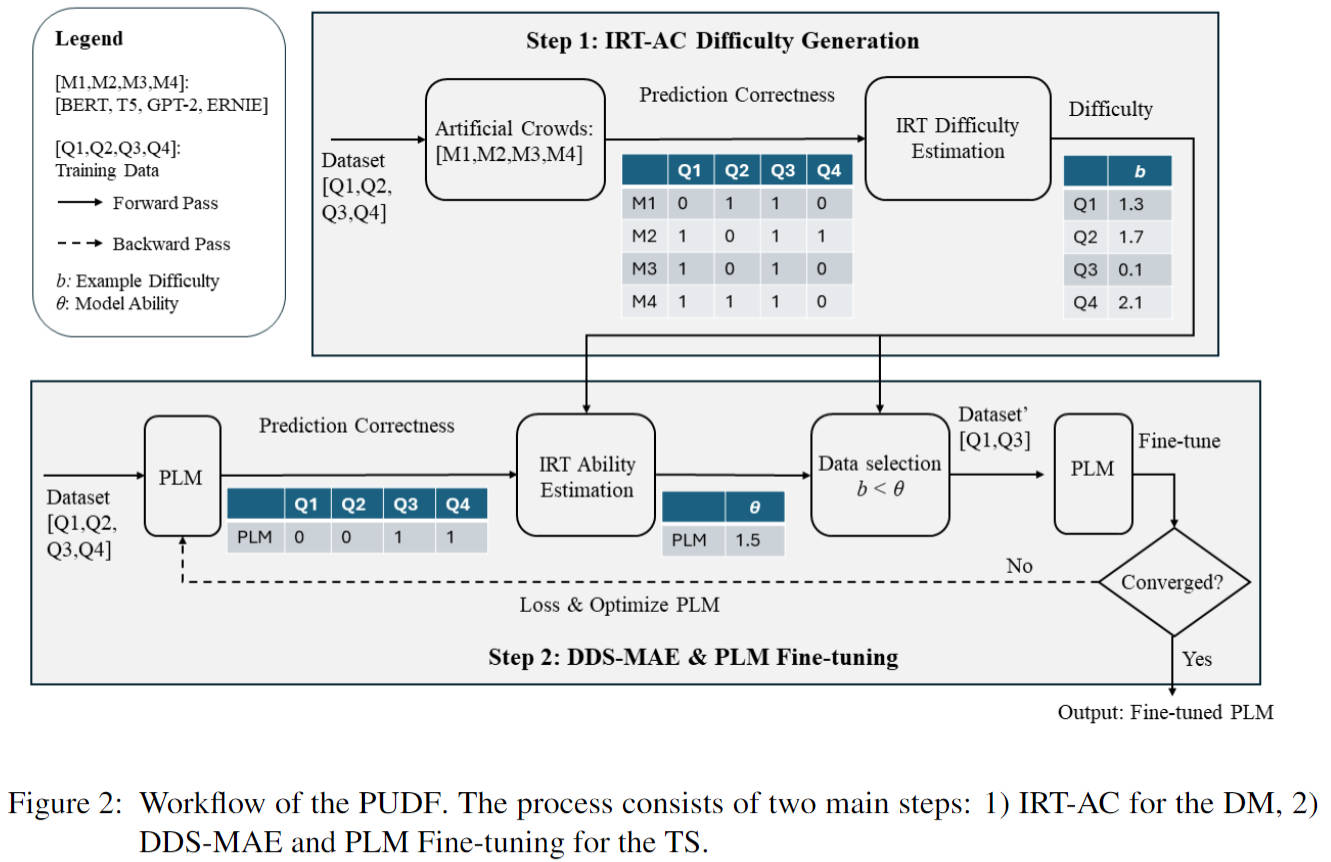 Legend
[M1,M2,M3,M4]:
[BERT, T5, GPT-2, ERNIE]
[Q1,Q2,Q3,Q4]:
Training Data
Forward Pass
Backward Pass
b: Example Difficulty
θ: Model Ability
Step 1: IRT-AC Difficulty Generation
Dataset
[Q1,Q2,
Q3,Q4]
Artificial Crowds:
[M1,M2,M3,M4]
Prediction Correctness
Q1 Q2 Q3 Q4
M1 0 1 1 0
M2 1 0 1 1
M3 1 0 1 0
M4 1 1 1 0
IRT Difficulty
Estimation
Difficulty
b
Q1 1.3
Q2 1.7
Q3 0.1
Q4 2.1
Dataset
[Q1,Q2,
Q3,Q4]
PLM
Prediction Correctness
Q1 Q2 Q3 Q4
PLM 0 0 1 1
IRT Ability
Estimation
θ
PLM 1.5
Data selection
b < θ
Dataset’
[Q1,Q3]
PLM
Fine-tune
Converged?
No
Loss & Optimize PLM
Yes
Step 2: DDS-MAE & PLM Fine-tuning
Output: Fine-tuned PLM
Figure 2: Workflow of the PUDF. The process consists of two main steps: 1) IRT-AC for the DM, 2)
DDS-MAE and PLM Fine-tuning for the TS.